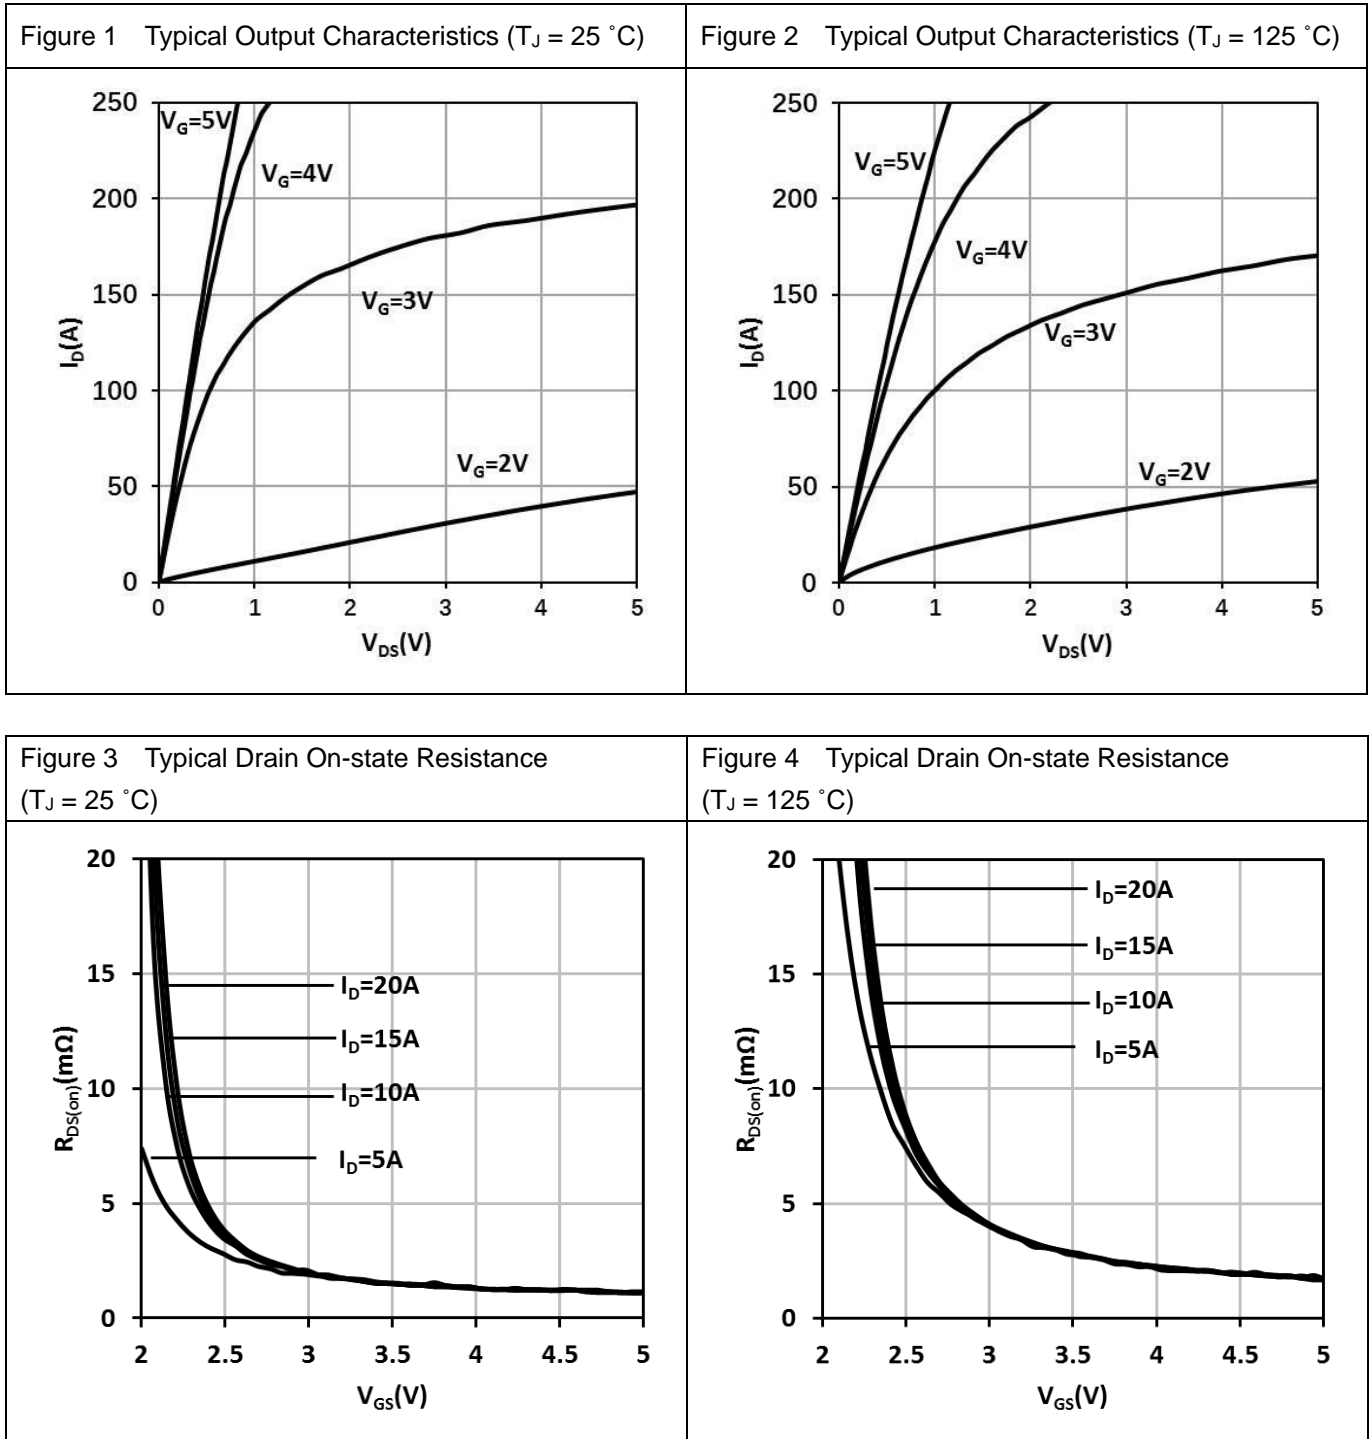 Figure 1 Typical Output Characteristics (TJ = 25 ˚C)
250
200
150
100
50
0
ID(A)
VG=5V
VG=4V
VG=3V
VG=2V
0 1 2 3 4 5
VDS(V)
Figure 2 Typical Output Characteristics (TJ = 125 ˚C)
250
200
150
100
50
0
ID(A)
VG=5V
VG=4V
VG=3V
VG=2V
0 1 2 3 4 5
VDS(V)
Figure 3 Typical Drain On-state Resistance
(TJ = 25 ˚C)
20
15
10
5
0
RDS(on)(mΩ)
ID=20A
ID=15A
ID=10A
ID=5A
2 2.5 3 3.5 4 4.5 5
VGS(V)
Figure 4 Typical Drain On-state Resistance
(TJ = 125 ˚C)
20
15
10
5
0
RDS(on)(mΩ)
ID=20A
ID=15A
ID=10A
ID=5A
2 2.5 3 3.5 4 4.5 5
VGS(V)